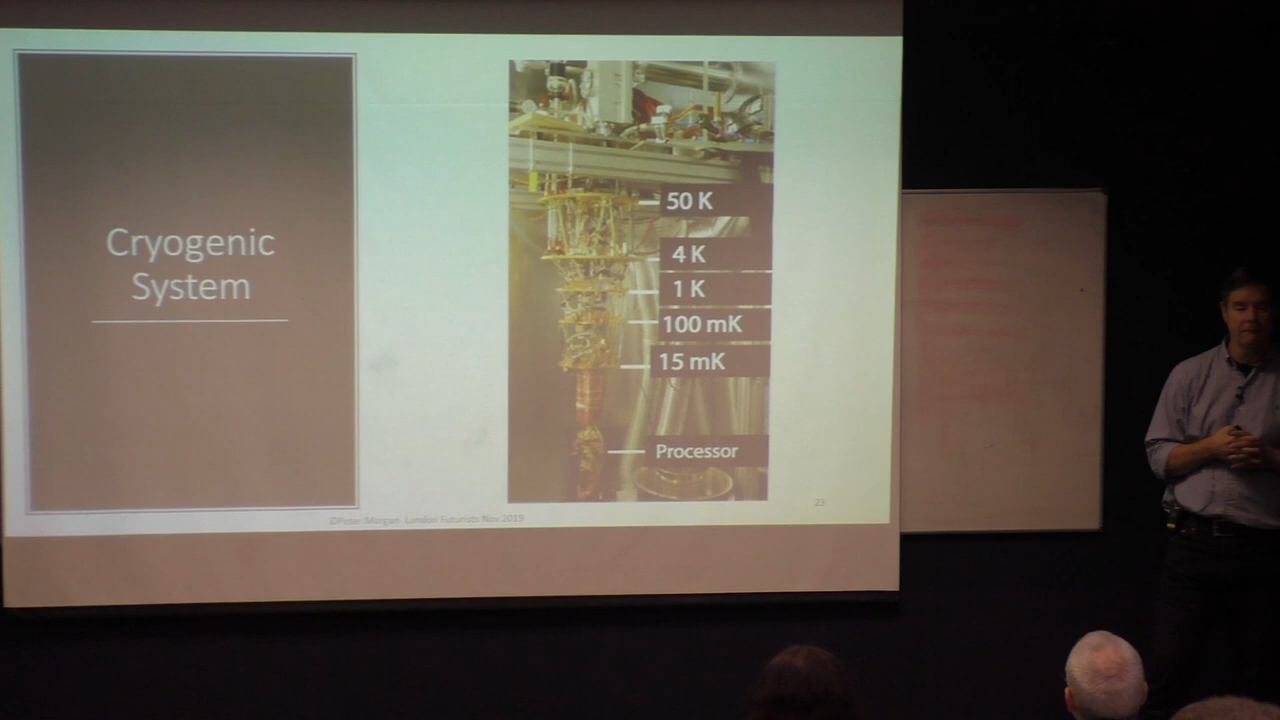 Cryogenic
System
50 K
4 K
1 K
100 mK
15 mK
Processor
©Peter Morgan London Futurists Nov 2019
23